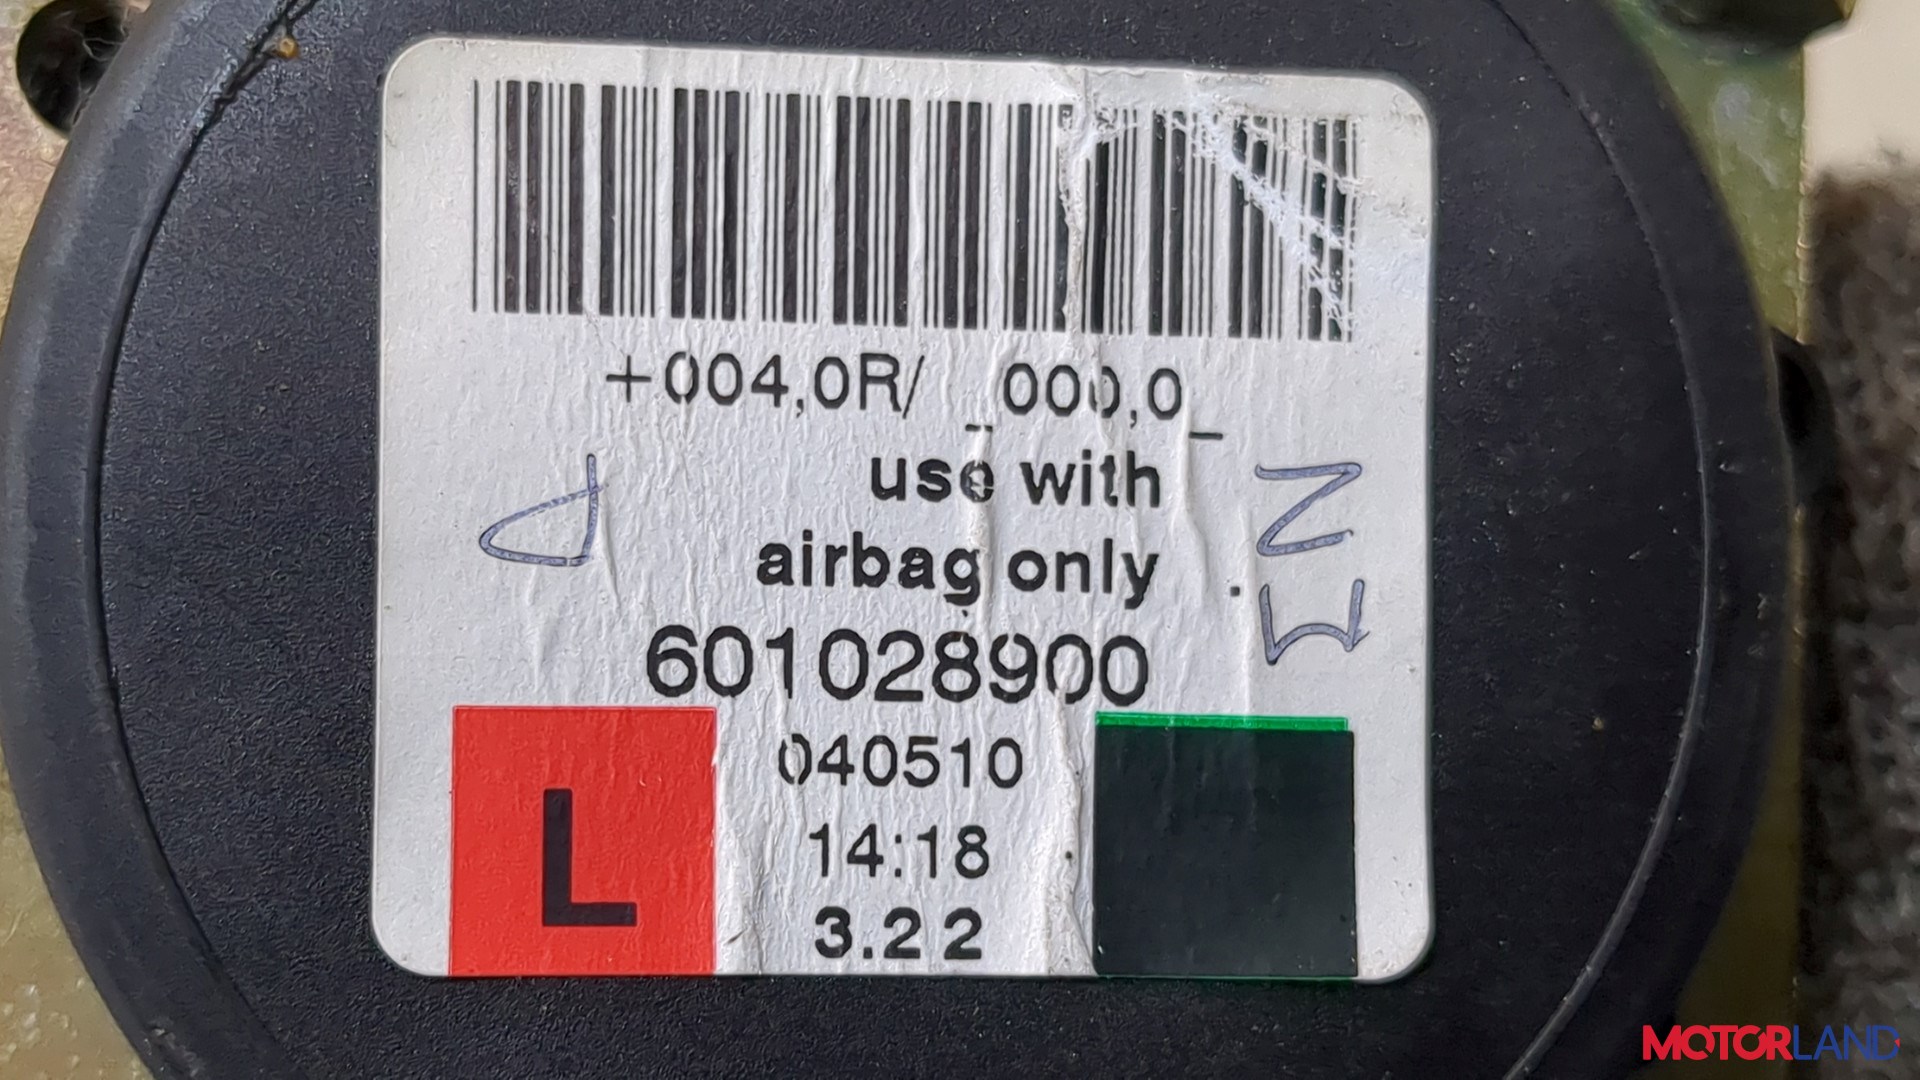 +004,0R/ _000,0_
use with
airbag only
601028900
040510
L
14:18
3.22
MOTORLAND